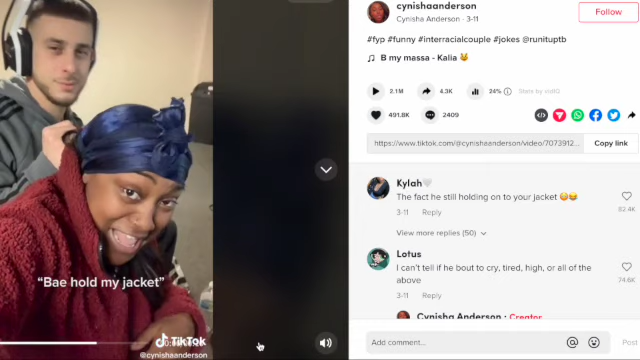 cynishaanderson
Cynisha Anderson · 3-11
Follow
#fyp #funny #interracialcouple #jokes @runituptb
♫ B my massa - Kalia 😼
2.1M
4.3K
24%
Stats by vidIQ
491.8K
2409
https://www.tiktok.com/@cynishaanderson/video/7073912...
Copy link
Kylah🤍
The fact he still holding on to your jacket 😳😂
82.4K
3-11 Reply
View more replies (50)
Lotus
I can't tell if he bout to cry, tired, high, or all of the
above
74.6K
3-11 Reply
Cynisha Anderson · Creator
Add comment...
Post
"Bae hold my jacket"
TikTok
@cynishaanderson